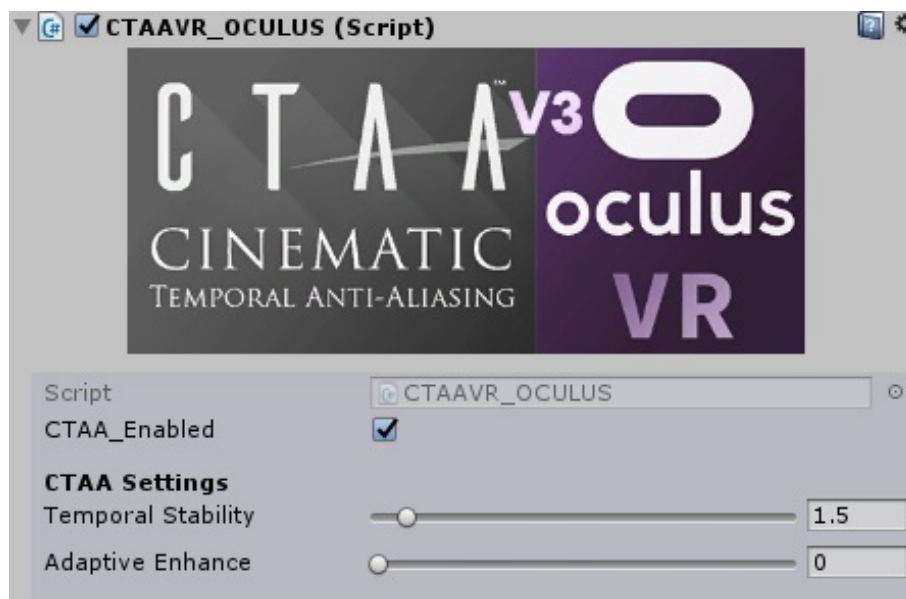 CTAAVR_OCULUS (Script)
CTAA™ V3
oculus
CINEMATIC
TEMPORAL ANTI-ALIASING
VR
Script CTAAVR_OCULUS
CTAA_Enabled
CTAA Settings
Temporal Stability 1.5
Adaptive Enhance 0